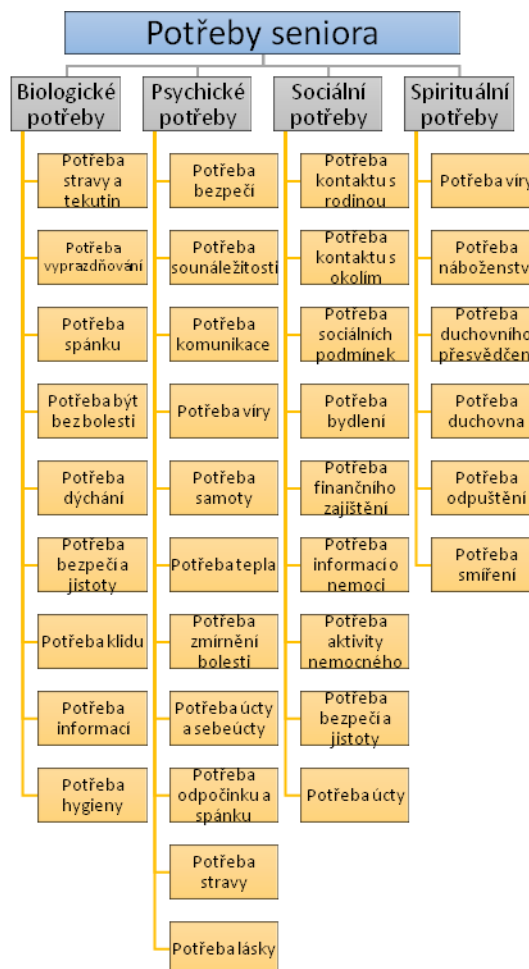 Potřeby seniora
Biologické
potřeby
Potřeba
stravy a
tekutin
Potřeba
vyprazdňování
Potřeba
spánku
Potřeba být
bez bolesti
Potřeba
dýchání
Potřeba
bezpečí a
jistoty
Potřeba klidu
Potřeba
informací
Potřeba
hygieny
Psychické
potřeby
Potřeba
bezpečí
Potřeba
sounáležitosti
Potřeba
komunikace
Potřeba víry
Potřeba
samoty
Potřeba tepla
Potřeba
zmírnění
bolesti
Potřeba úcty
a sebeúcty
Potřeba
odpočinku a
spánku
Potřeba
stravy
Potřeba lásky
Sociální
potřeby
Potřeba
kontaktu s
rodinou
Potřeba
kontaktu s
okolím
Potřeba
sociálních
podmínek
Potřeba
bydlení
Potřeba
finančního
zajištění
Potřeba
informací o
nemoci
Potřeba
aktivity
nemocného
Potřeba
bezpečí a
jistoty
Potřeba úcty
Spirituální
potřeby
Potřeba víry
Potřeba
náboženství
Potřeba
duchovního
přesvědčen
Potřeba
duchovna
Potřeba
odpuštění
Potřeba
smíření